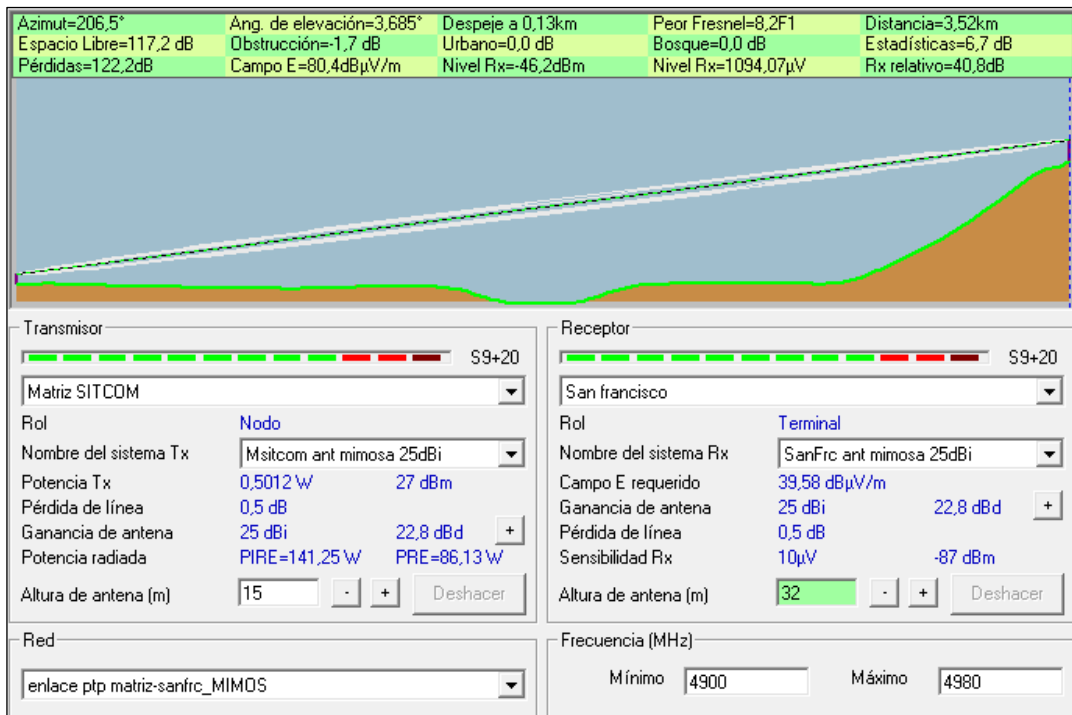 Azimut=206,5° Ang. de elevación=3,685° Despeje a 0,13km Peor Fresnel=8,2F1 Distancia=3,52km
Espacio Libre=117,2 dB Obstrucción=-1,7 dB Urbano=0,0 dB Bosque=0,0 dB Estadísticas=6,7 dB
Pérdidas=122,2dB Campo E=80,4dBµV/m Nivel Rx=-46,2dBm Nivel Rx=1094,07µV Rx relativo=40,8dB
Transmisor
S9+20
Matriz SITCOM
Rol Nodo
Nombre del sistema Tx Msitcom ant mimosa 25dBi
Potencia Tx 0,5012 W 27 dBm
Pérdida de línea 0,5 dB
Ganancia de antena 25 dBi 22,8 dBd +
Potencia radiada PIRE=141,25 W PRE=86,13 W
Altura de antena (m) 15 - + Deshacer
Receptor
S9+20
San francisco
Rol Terminal
Nombre del sistema Rx SanFrc ant mimosa 25dBi
Campo E requerido 39,58 dBµV/m
Ganancia de antena 25 dBi 22,8 dBd +
Pérdida de línea 0,5 dB
Sensibilidad Rx 10µV -87 dBm
Altura de antena (m) 32 - + Deshacer
Red
enlace ptp matriz-sanfrc_MIMOS
Frecuencia (MHz)
Mínimo 4900 Máximo 4980